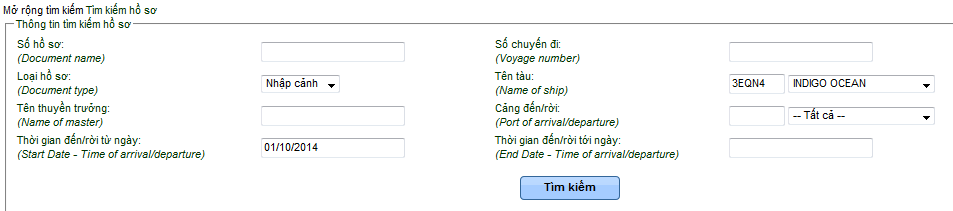 Mở rộng tìm kiếm Tìm kiếm hồ sơ
Thông tin tìm kiếm hồ sơ
Số hồ sơ:
(Document name)
Số chuyến đi:
(Voyage number)
Loại hồ sơ:
(Document type)
Nhập cảnh
Tên tàu:
(Name of ship)
3EQN4
INDIGO OCEAN
Tên thuyền trưởng:
(Name of master)
Cảng đến/rời:
(Port of arrival/departure)
-- Tất cả --
Thời gian đến/rời từ ngày:
(Start Date - Time of arrival/departure)
01/10/2014
Thời gian đến/rời tới ngày:
(End Date - Time of arrival/departure)
Tìm kiếm